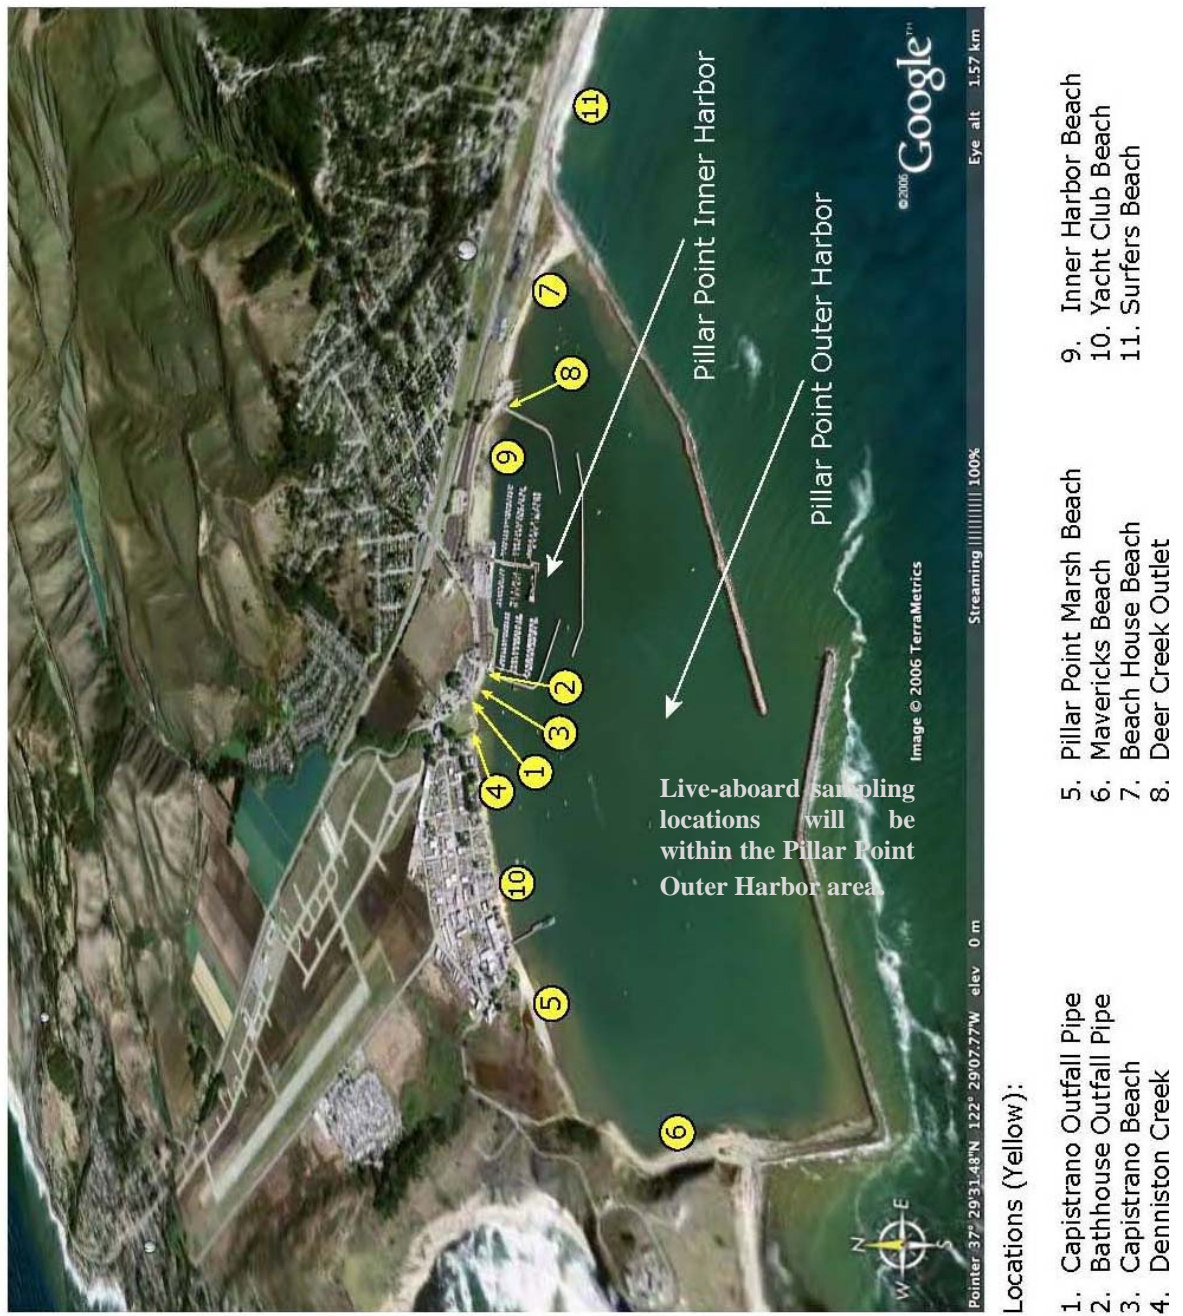 11
7
8
9
2
3
1
4
10
5
6
Pillar Point Inner Harbor
Pillar Point Outer Harbor
Live-aboard sampling
locations will be
within the Pillar Point
Outer Harbor area.
N
W E
S
Image © 2006 TerraMetrics
©2006 Google™
Pointer 37° 29'31.48"N 122° 29'07.77"W elev 0 m Streaming |||||||||| 100% Eye alt 1.57 km
Locations (Yellow):
1. Capistrano Outfall Pipe
2. Bathhouse Outfall Pipe
3. Capistrano Beach
4. Denniston Creek
5. Pillar Point Marsh Beach
6. Mavericks Beach
7. Beach House Beach
8. Deer Creek Outlet
9. Inner Harbor Beach
10. Yacht Club Beach
11. Surfers Beach